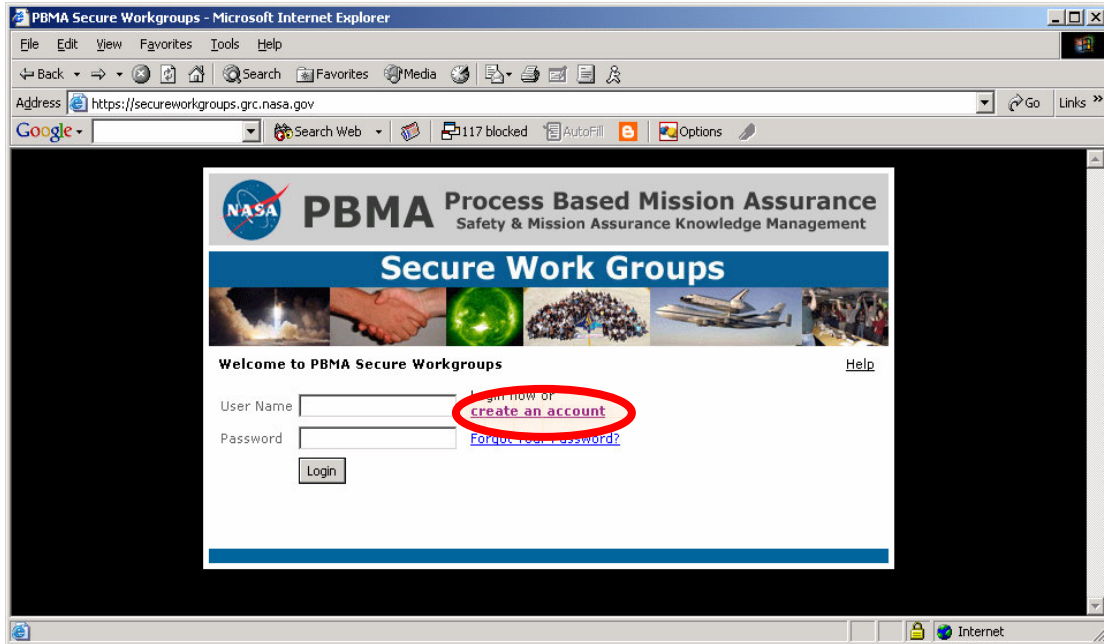 PBMA Secure Workgroups - Microsoft Internet Explorer
File Edit View Favorites Tools Help
Back Search Favorites Media
Address https://secureworkgroups.grc.nasa.gov Go Links »
Google Search Web 117 blocked AutoFill Options
NASA PBMA Process Based Mission Assurance
Safety & Mission Assurance Knowledge Management
Secure Work Groups
Welcome to PBMA Secure Workgroups Help
Login now or
User Name create an account
Password Forgot Your Password?
Login
Internet